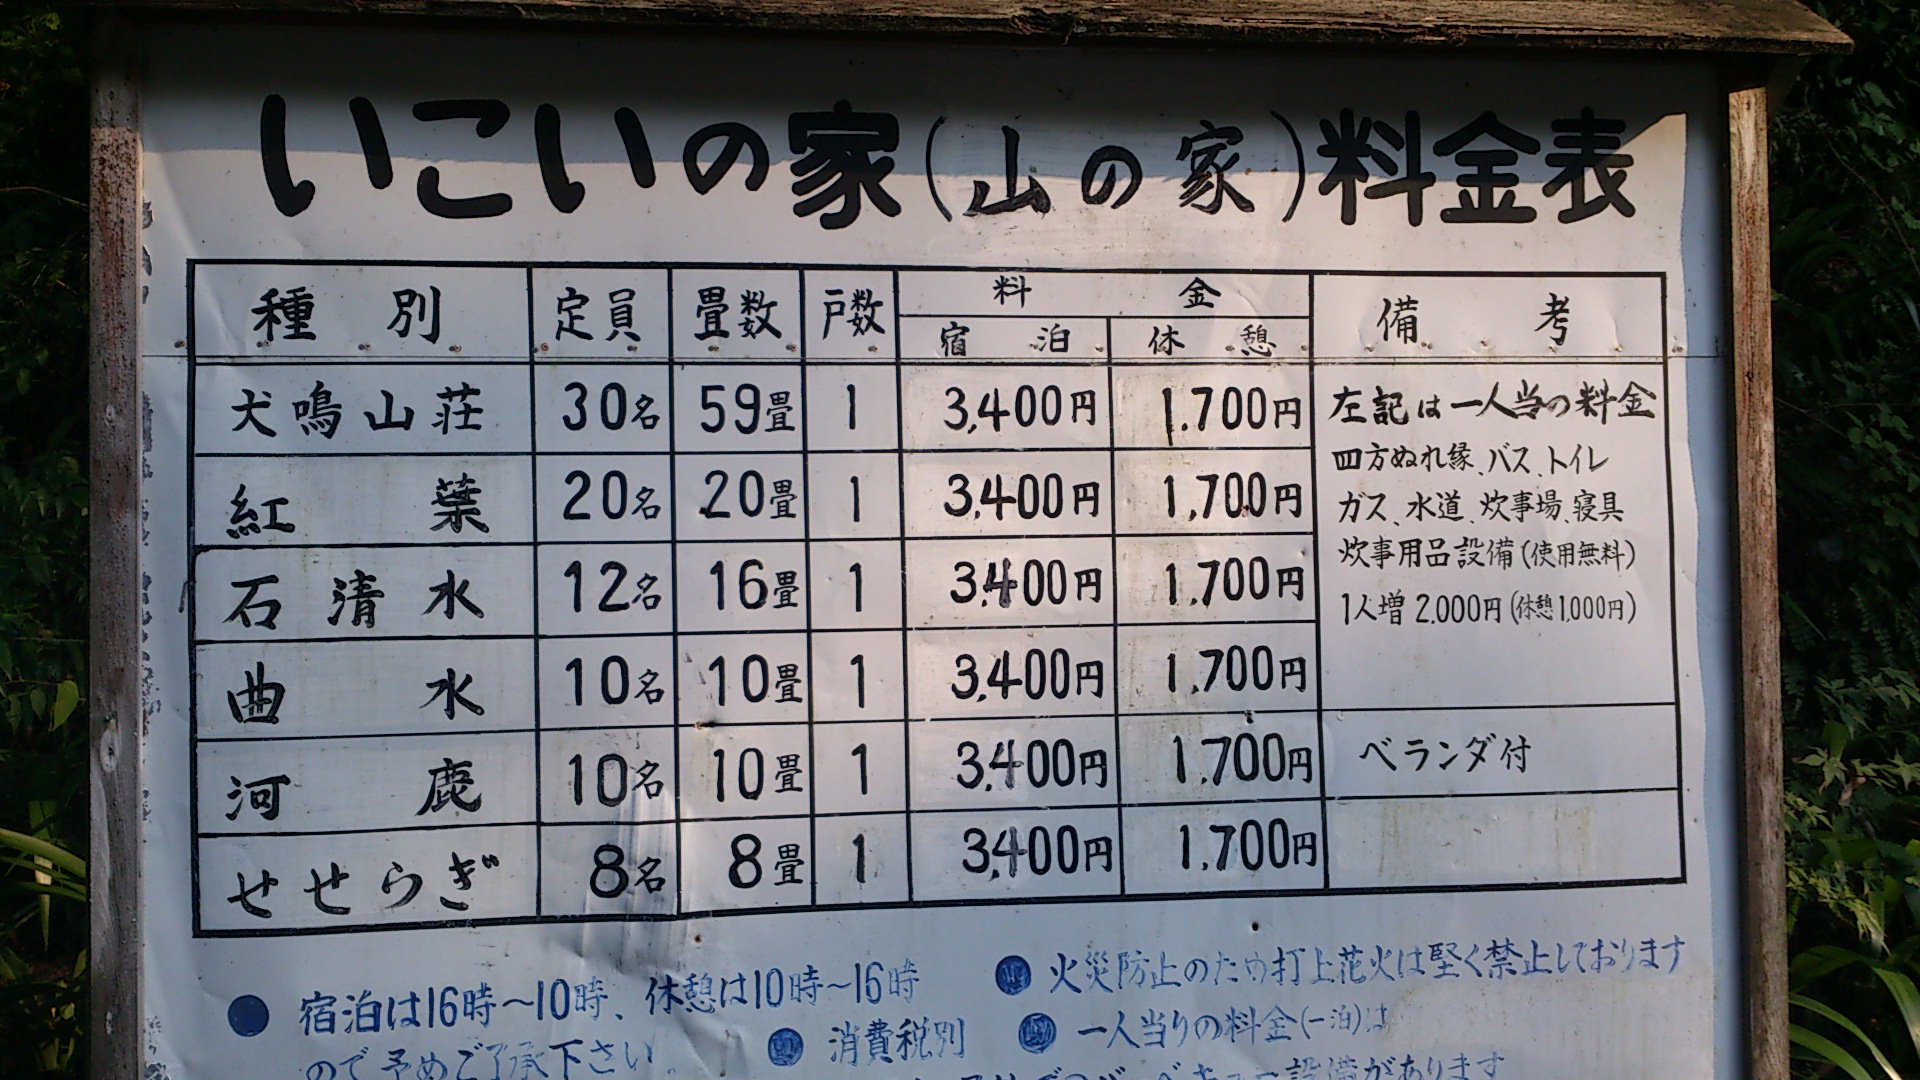 いこいの家(山の家)料金表
種別 定員 畳数 戸数 料金 備考
宿泊 休憩
犬鳴山荘 30名 59畳 1 3,400円 1,700円 左記は一人当の料金
四方ぬれ縁、バス、トイレ
紅葉 20名 20畳 1 3,400円 1,700円
ガス、水道、炊事場、寝具
炊事用品設備(使用無料)
石清水 12名 16畳 1 3,400円 1,700円
1人増 2,000円(休憩1,000円)
曲水 10名 10畳 1 3,400円 1,700円
河鹿 10名 10畳 1 3,400円 1,700円 ベランダ付
せせらぎ 8名 8畳 1 3,400円 1,700円
●宿泊は16時~10時、休憩は10時~16時
ので予めご了承下さい
●消費税別
●火災防止のため打上花火は堅く禁止しております
●一人当りの料金(一泊)は
設備があります